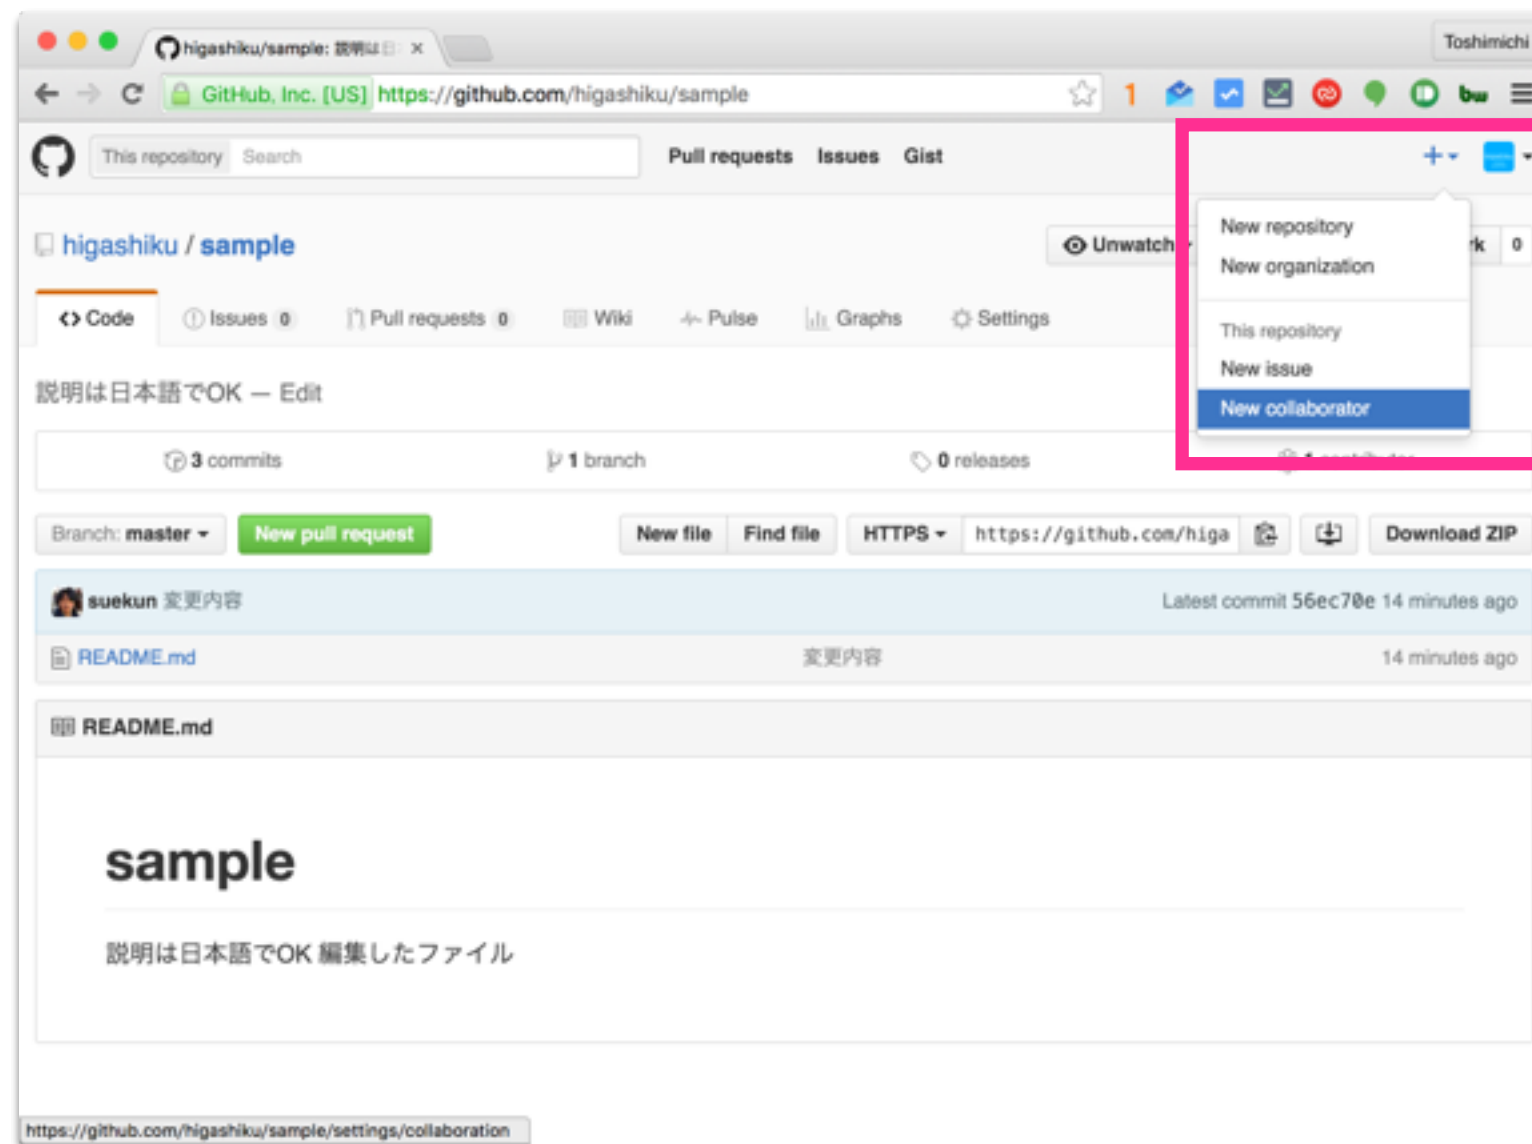 higashiku/sample: 説明は日
Toshimichi
GitHub, Inc. [US] https://github.com/higashiku/sample
1
bw
This repository Search
Pull requests Issues Gist
higashiku / sample
Unwatch
rk 0
New repository
New organization
This repository
New issue
New collaborator
Code
Issues 0
Pull requests 0
Wiki
Pulse
Graphs
Settings
説明は日本語でOK — Edit
3 commits
1 branch
0 releases
Branch: master
New pull request
New file
Find file
HTTPS
https://github.com/higa
Download ZIP
suekun 変更内容
Latest commit 56ec70e 14 minutes ago
README.md
変更内容
14 minutes ago
README.md
sample
説明は日本語でOK 編集したファイル
https://github.com/higashiku/sample/settings/collaboration